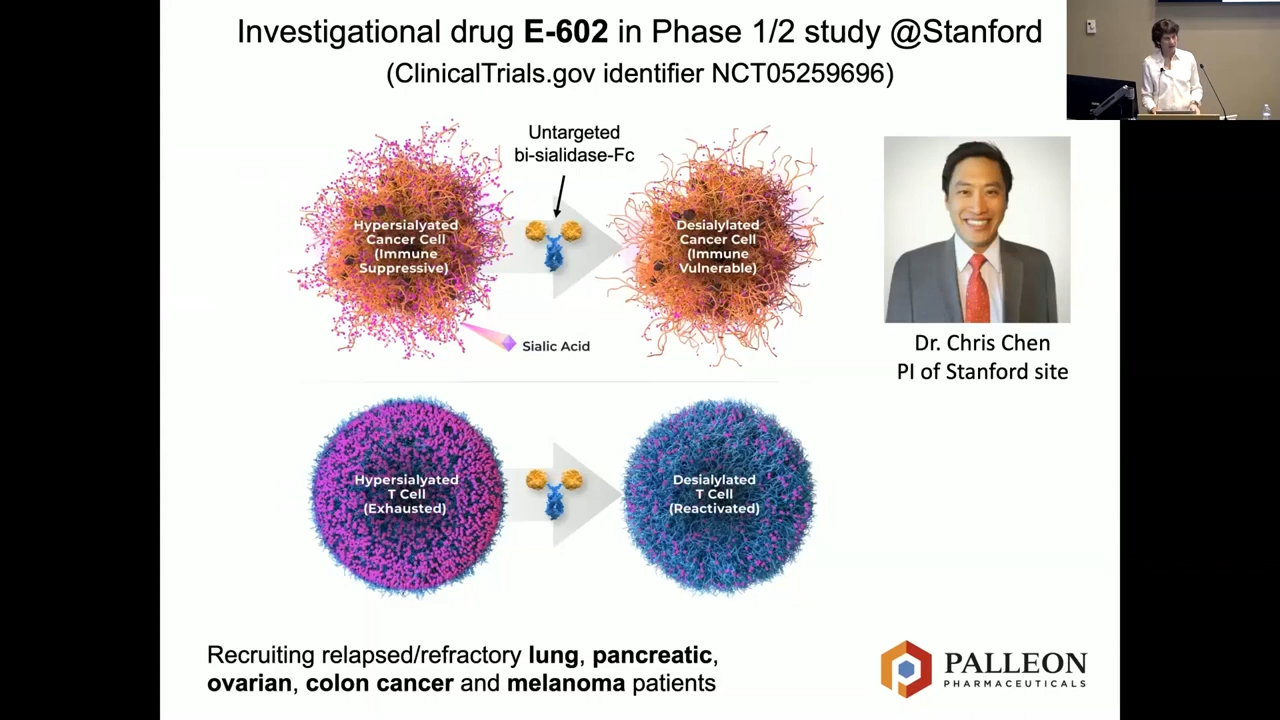 Investigational drug E-602 in Phase 1/2 study @Stanford
(ClinicalTrials.gov identifier NCT05259696)
Untargeted
bi-sialidase-Fc
Hypersialyated
Cancer Cell
(Immune
Suppressive)
Desialylated
Cancer Cell
(Immune
Vulnerable)
Sialic Acid
Dr. Chris Chen
PI of Stanford site
Hypersialyated
T Cell
(Exhausted)
Desialylated
T Cell
(Reactivated)
Recruiting relapsed/refractory lung, pancreatic,
ovarian, colon cancer and melanoma patients
PALLEON
PHARMACEUTICALS